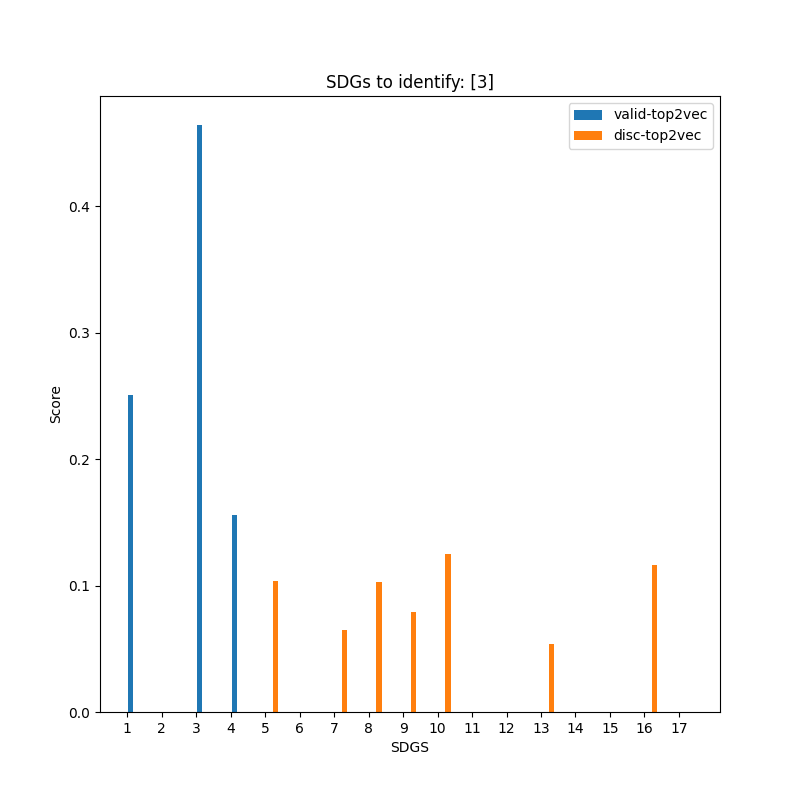 SDGs to identify: [3]
valid-top2vec
disc-top2vec
0.4
0.3
0.2
0.1
0.0
Score
1 2 3 4 5 6 7 8 9 10 11 12 13 14 15 16 17
SDGS